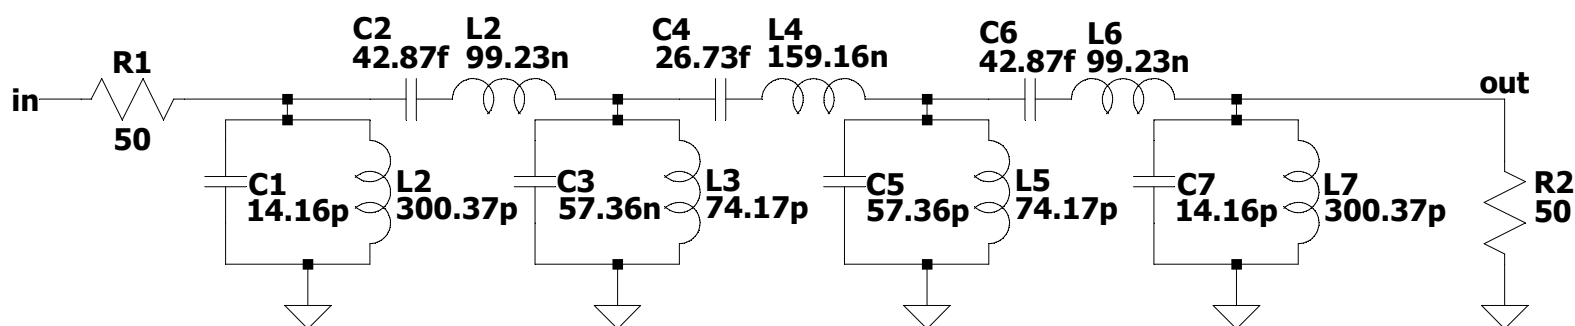 in
R1
50
C2
42.87f
L2
99.23n
C4
26.73f
L4
159.16n
C6
42.87f
L6
99.23n
out
C1
14.16p
L2
300.37p
C3
57.36n
L3
74.17p
C5
57.36p
L5
74.17p
C7
14.16p
L7
300.37p
R2
50